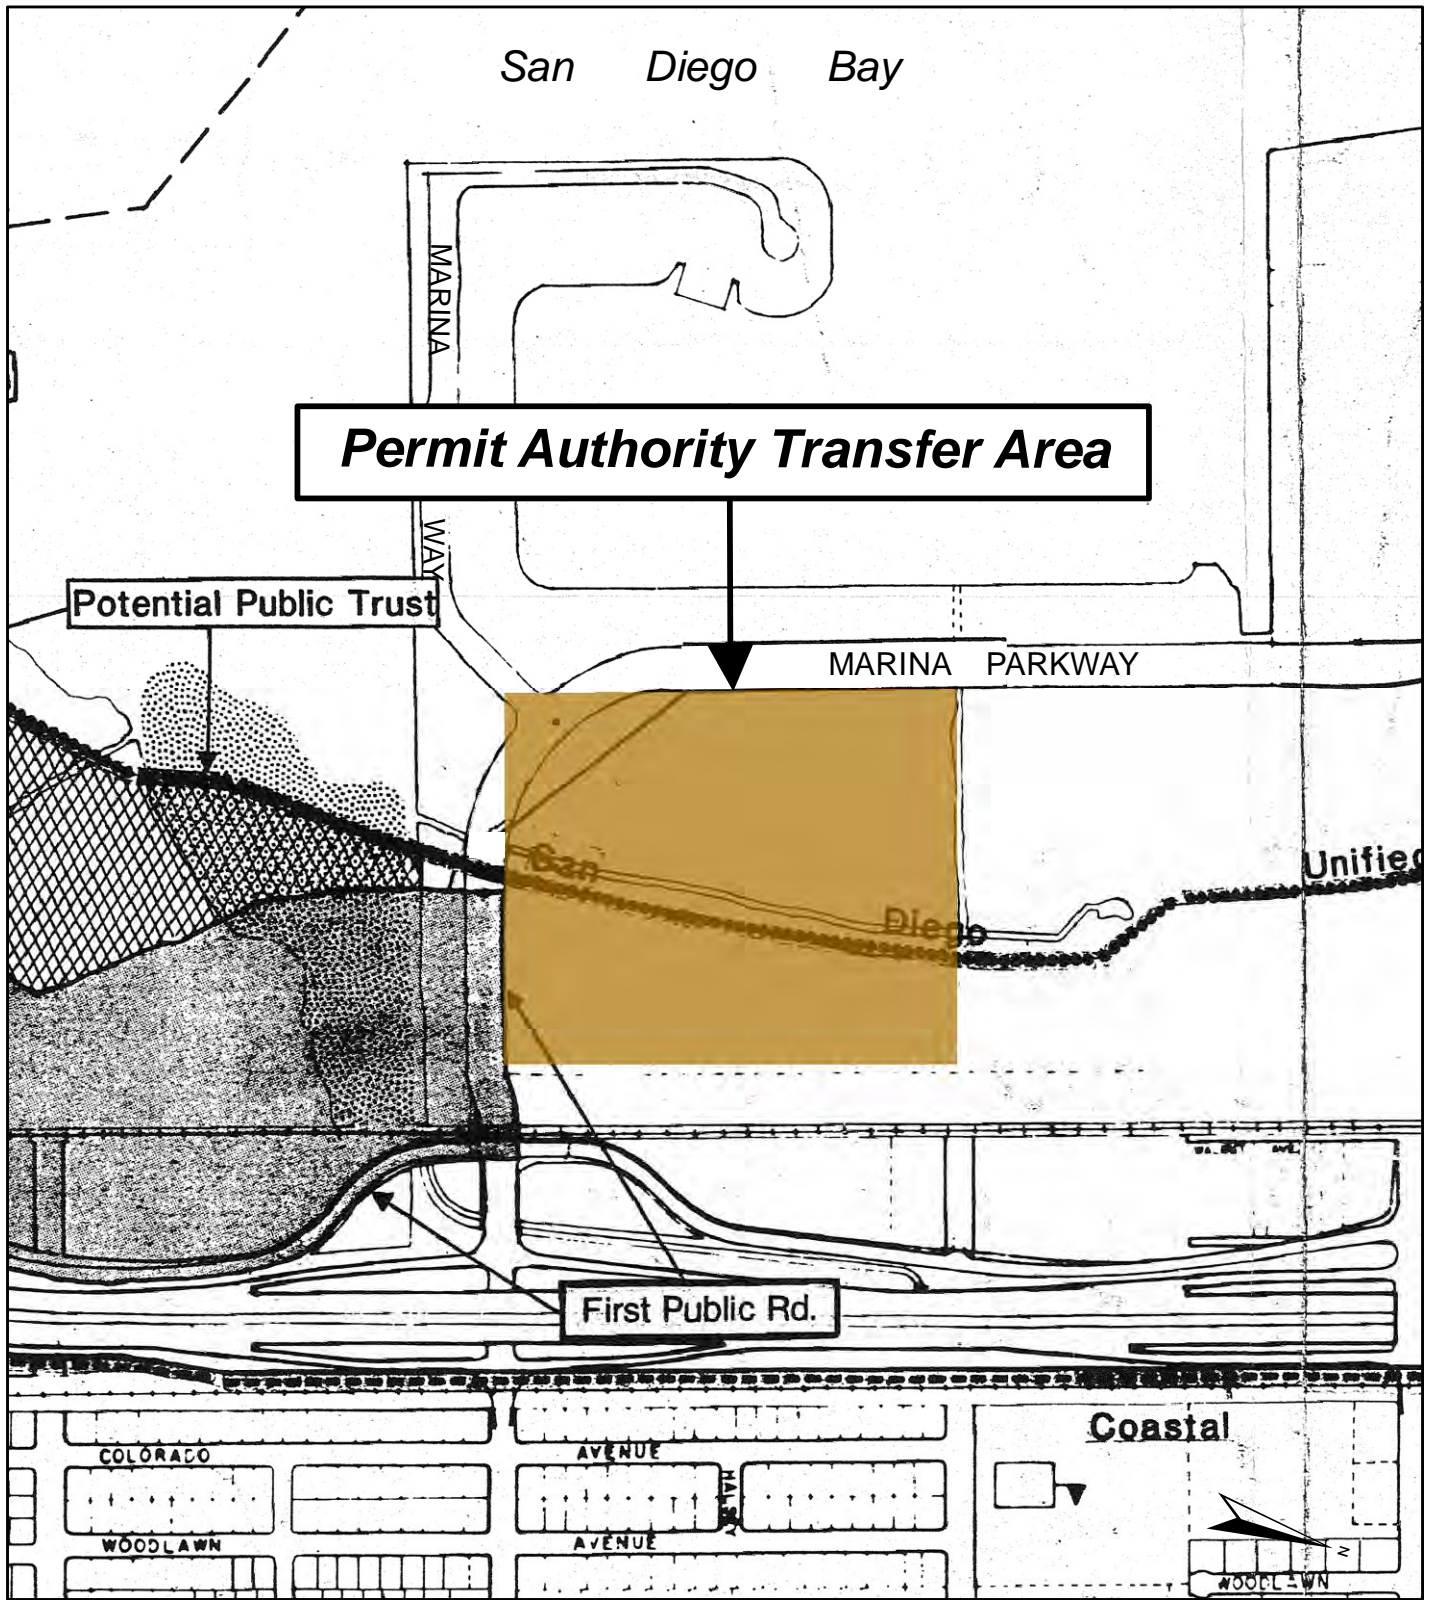 San Diego Bay
MARINA
Permit Authority Transfer Area
WAY
Potential Public Trust
MARINA PARKWAY
San
Unified
Diego
First Public Rd.
Coastal
COLORADO
AVENUE
HALSEY
WOODLAWN
AVENUE
N
WOODLAWN